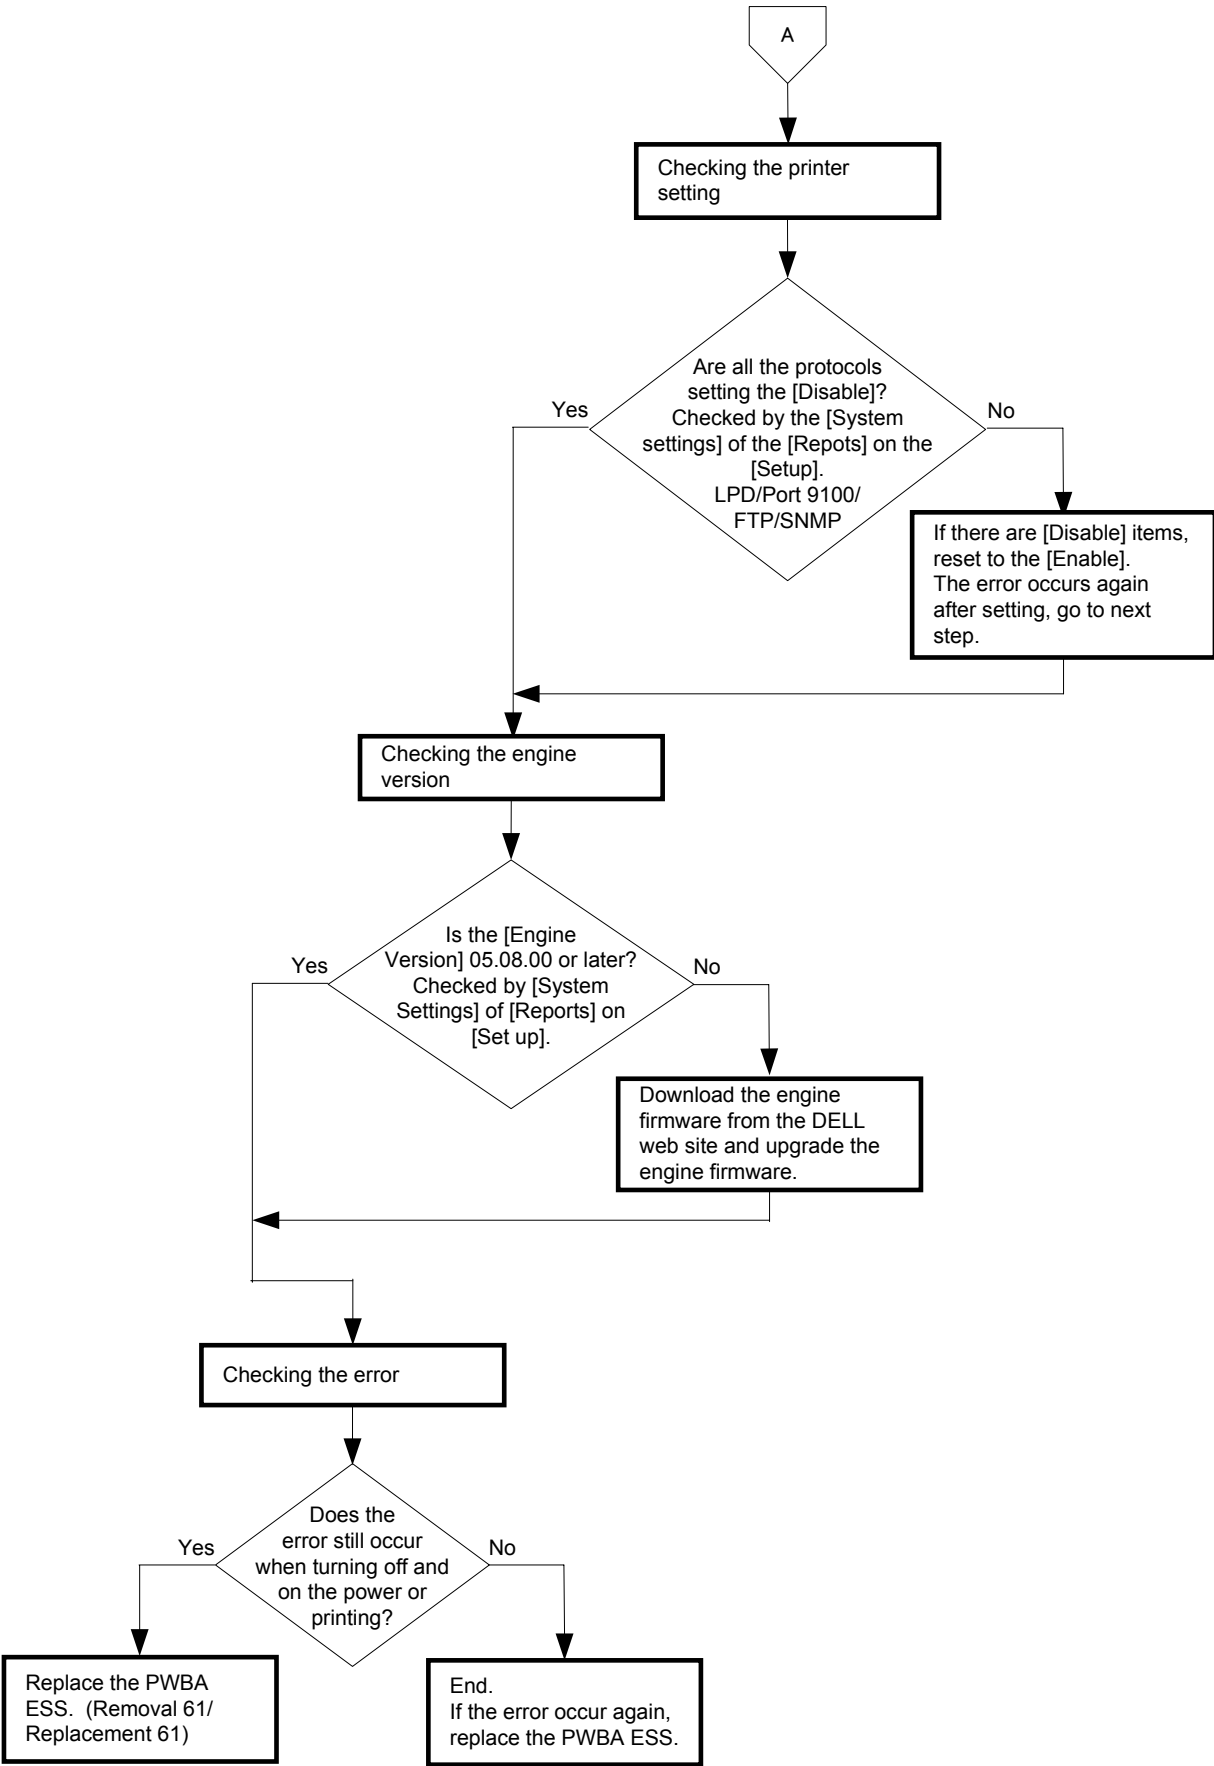 A
Checking the printer
setting
Are all the protocols
setting the [Disable]?
Checked by the [System
settings] of the [Repots] on the
[Setup].
LPD/Port 9100/
FTP/SNMP
Yes
No
If there are [Disable] items,
reset to the [Enable].
The error occurs again
after setting, go to next
step.
Checking the engine
version
Is the [Engine
Version] 05.08.00 or later?
Checked by [System
Settings] of [Reports] on
[Set up].
Yes
No
Download the engine
firmware from the DELL
web site and upgrade the
engine firmware.
Checking the error
Does the
error still occur
when turning off and
on the power or
printing?
Yes
No
Replace the PWBA
ESS.  (Removal 61/
Replacement 61)
End.
If the error occur again,
replace the PWBA ESS.